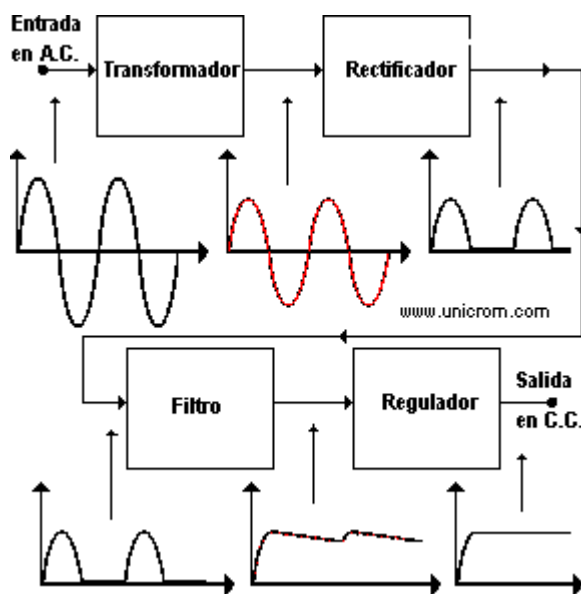 Entrada
en A.C.
Transformador
Rectificador
www.unicrom.com
Filtro
Regulador
Salida
en C.C.